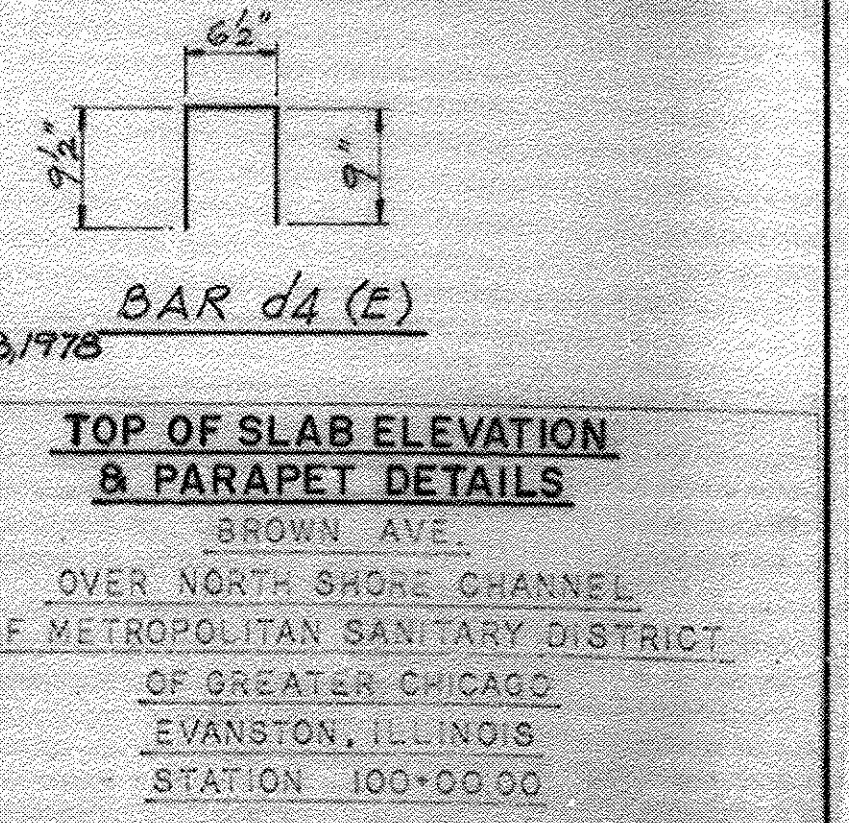 6½"
9½"
9"
BAR d4 (E)
,1978
TOP OF SLAB ELEVATION
& PARAPET DETAILS
BROWN AVE.
OVER NORTH SHORE CHANNEL
F METROPOLITAN SANITARY DISTRICT
OF GREATER CHICAGO
EVANSTON, ILLINOIS
STATION 100+00.00